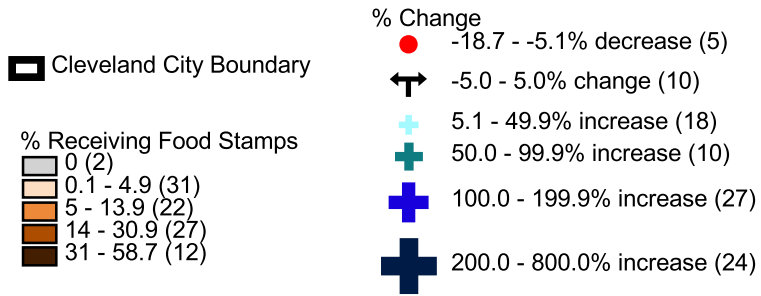 Cleveland City Boundary
% Receiving Food Stamps
0 (2)
0.1 - 4.9 (31)
5 - 13.9 (22)
14 - 30.9 (27)
31 - 58.7 (12)
% Change
-18.7 - -5.1% decrease (5)
-5.0 - 5.0% change (10)
5.1 - 49.9% increase (18)
50.0 - 99.9% increase (10)
100.0 - 199.9% increase (27)
200.0 - 800.0% increase (24)